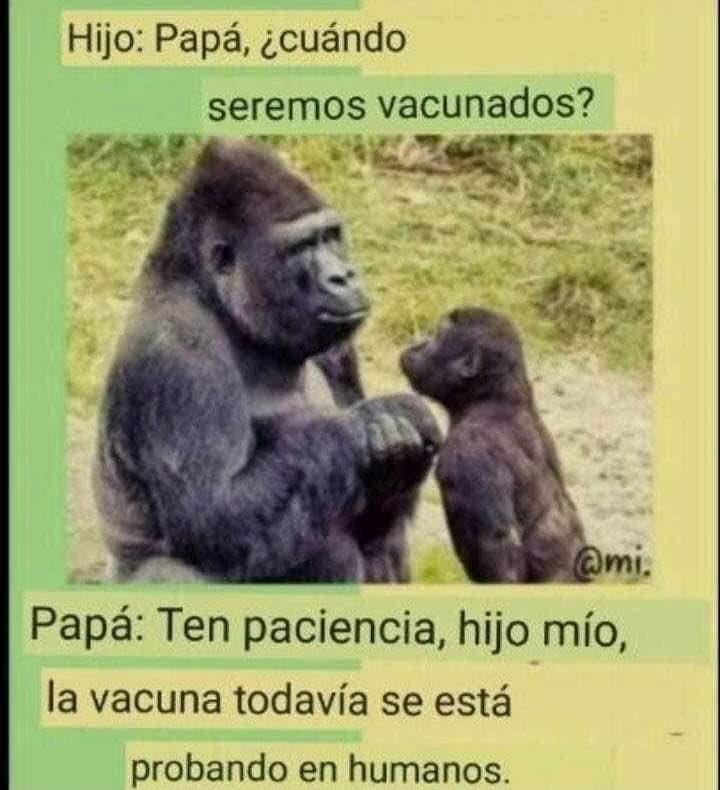 Hijo: Papá, ¿cuándo
seremos vacunados?
@mi.
Papá: Ten paciencia, hijo mío,
la vacuna todavía se está
probando en humanos.